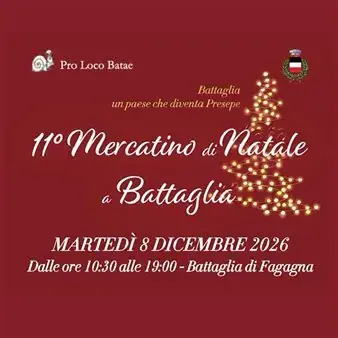 Pro Loco Batae
Battaglia
un paese che diventa Presepe
11º Mercatino di Natale
a Battaglia
MARTEDÌ 8 DICEMBRE 2026
Dalle ore 10:30 alle 19:00 - Battaglia di Fagagna